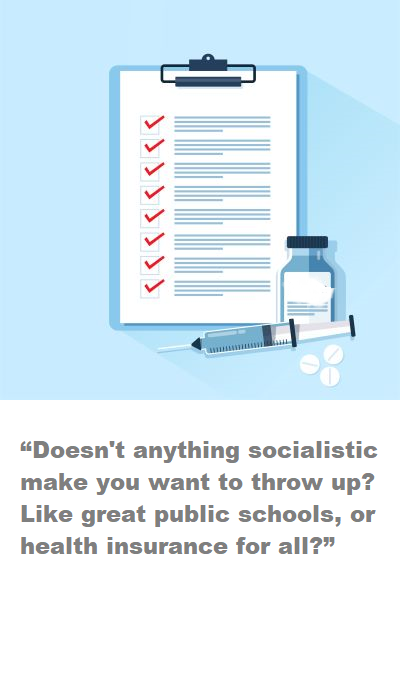 “Doesn't anything socialistic
make you want to throw up?
Like great public schools, or
health insurance for all?”